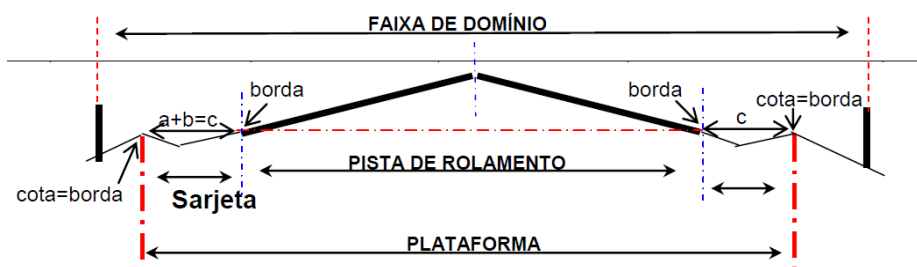 FAIXA DE DOMÍNIO
borda
borda
cota=borda
a+b=c
c
PISTA DE ROLAMENTO
cota=borda
Sarjeta
PLATAFORMA